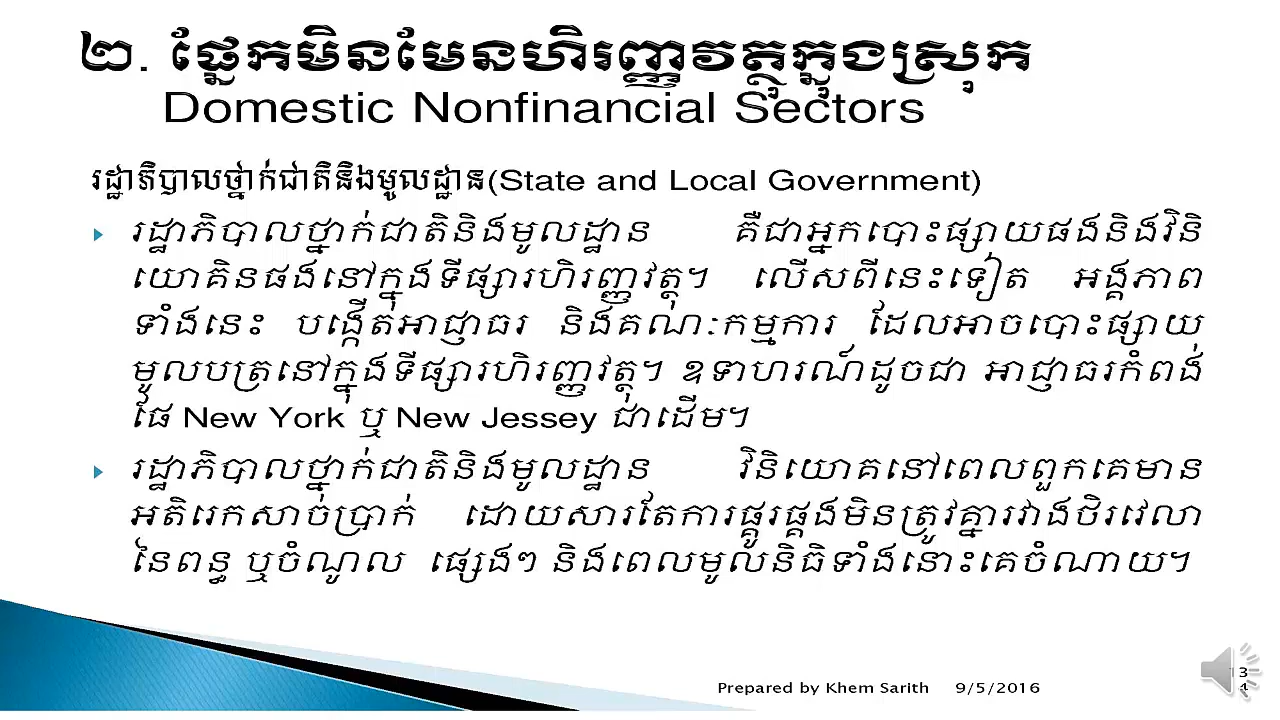 ២. ផ្នែកមិនមែនហិរញ្ញវត្ថុក្នុងស្រុក
Domestic Nonfinancial Sectors
រដ្ឋាភិបាលថ្នាក់ជាតិនិងមូលដ្ឋាន(State and Local Government)
រដ្ឋាភិបាលថ្នាក់ជាតិនិងមូលដ្ឋាន គឺជាអ្នកបោះផ្សាយផងនិងវិនិ
យោគិនផងនៅក្នុងទីផ្សារហិរញ្ញវត្ថុ។ លើសពីនេះទៀត អង្គភាព
ទាំងនេះ បង្កើតអាជ្ញាធរ និងគណៈកម្មការ ដែលអាចបោះផ្សាយ
មូលបត្រនៅក្នុងទីផ្សារហិរញ្ញវត្ថុ។ ឧទាហរណ៍ដូចជា អាជ្ញាធរកំពង់
ផែ New York ឬ New Jessey ជាដើម។
រដ្ឋាភិបាលថ្នាក់ជាតិនិងមូលដ្ឋាន វិនិយោគនៅពេលពួកគេមាន
អតិរេកសាច់ប្រាក់ ដោយសារតែការផ្គូរផ្គងមិនត្រូវគ្នារវាងថិរវេលា
នៃពន្ធ ឬចំណូល ផ្សេងៗ និងពេលមូលនិធិទាំងនោះគេចំណាយ។
Prepared by Khem Sarith 9/5/2016